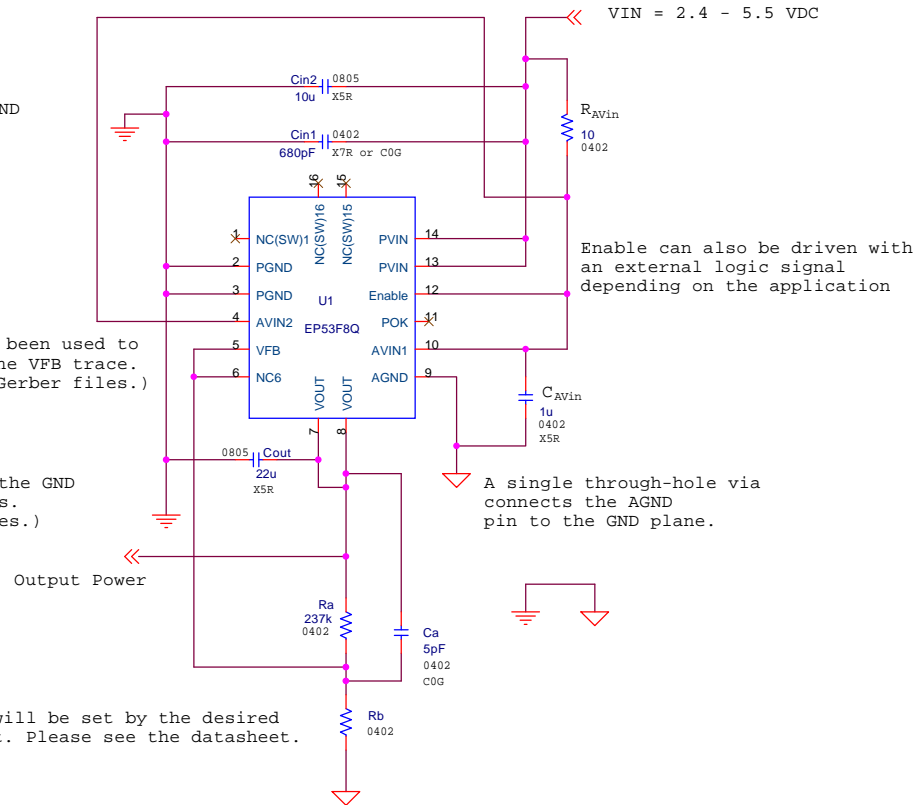 VIN = 2.4 - 5.5 VDC
Cin2 0805
10u X5R
ND
Cin1 0402
680pF X7R or C0G
RAVin
10
0402
16 15
NC(SW)16 NC(SW)15
1 NC(SW)1
2 PGND
3 PGND
4 AVIN2
5 VFB
6 NC6
PVIN 14
PVIN 13
Enable 12
POK 11
AVIN1 10
AGND 9
U1
EP53F8Q
VOUT VOUT
7 8
Enable can also be driven with
an external logic signal
depending on the application
been used to
he VFB trace.
Gerber files.)
CAVin
1u
0402
X5R
0805 Cout
22u
X5R
the GND
s.
es.)
A single through-hole via
connects the AGND
pin to the GND plane.
Output Power
Ra
237k
0402
Ca
5pF
0402
C0G
Rb
0402
will be set by the desired
t. Please see the datasheet.